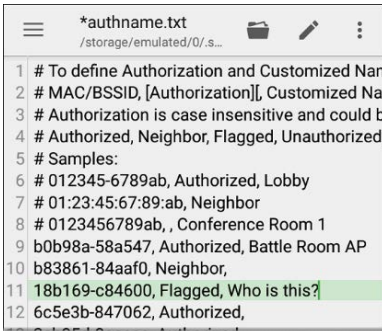 *authname.txt
/storage/emulated/0/.s...
1 # To define Authorization and Customized Nar
2 # MAC/BSSID, [Authorization][, Customized Na
3 # Authorization is case insensitive and could b
4 # Authorized, Neighbor, Flagged, Unauthorized
5 # Samples:
6 # 012345-6789ab, Authorized, Lobby
7 # 01:23:45:67:89:ab, Neighbor
8 # 0123456789ab, , Conference Room 1
9 b0b98a-58a547, Authorized, Battle Room AP
10 b83861-84aaf0, Neighbor,
11 18b169-c84600, Flagged, Who is this?
12 6c5e3b-847062, Authorized,